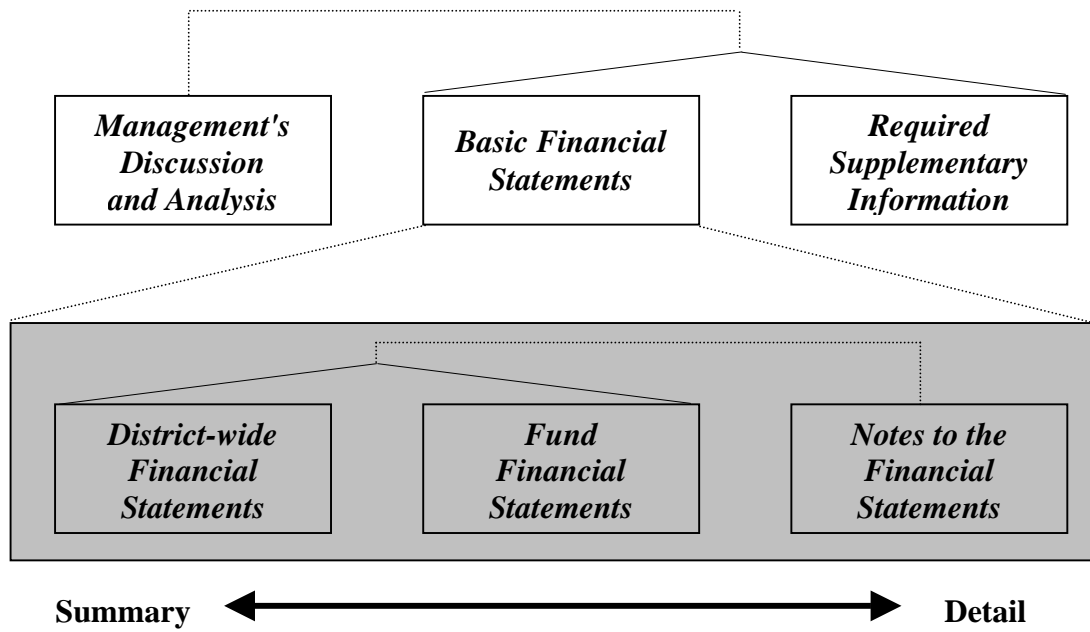 Management's
Discussion
and Analysis
Basic Financial
Statements
Required
Supplementary
Information
District-wide
Financial
Statements
Fund
Financial
Statements
Notes to the
Financial
Statements
Summary
Detail